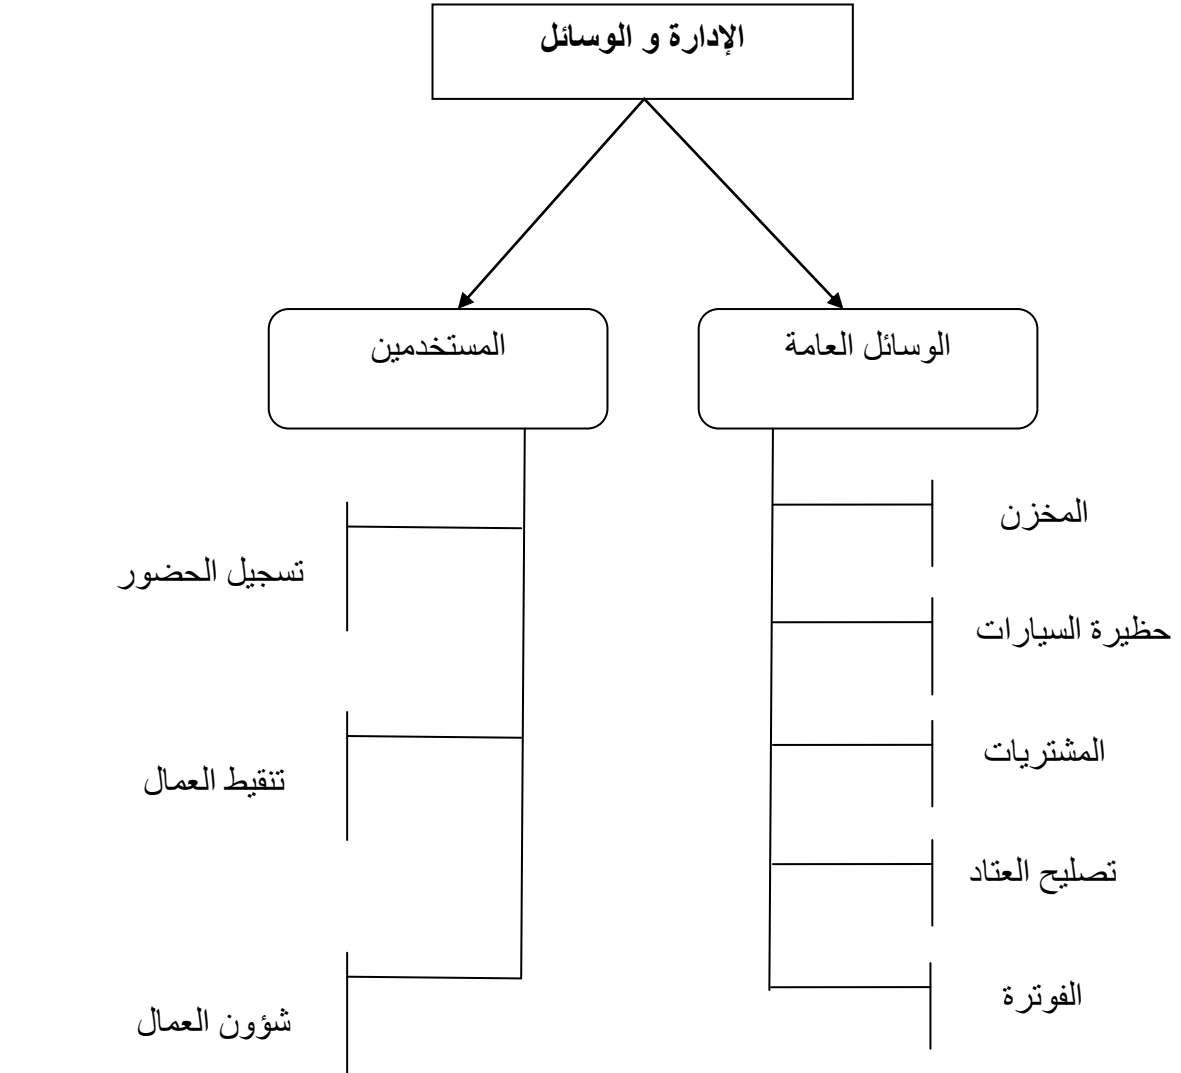 الإدارة و الوسائل
الوسائل العامة
المستخدمين
المخزن
حظيرة السيارات
المشتريات
تصليح العتاد
الفوترة
تسجيل الحضور
تنقيط العمال
شؤون العمال